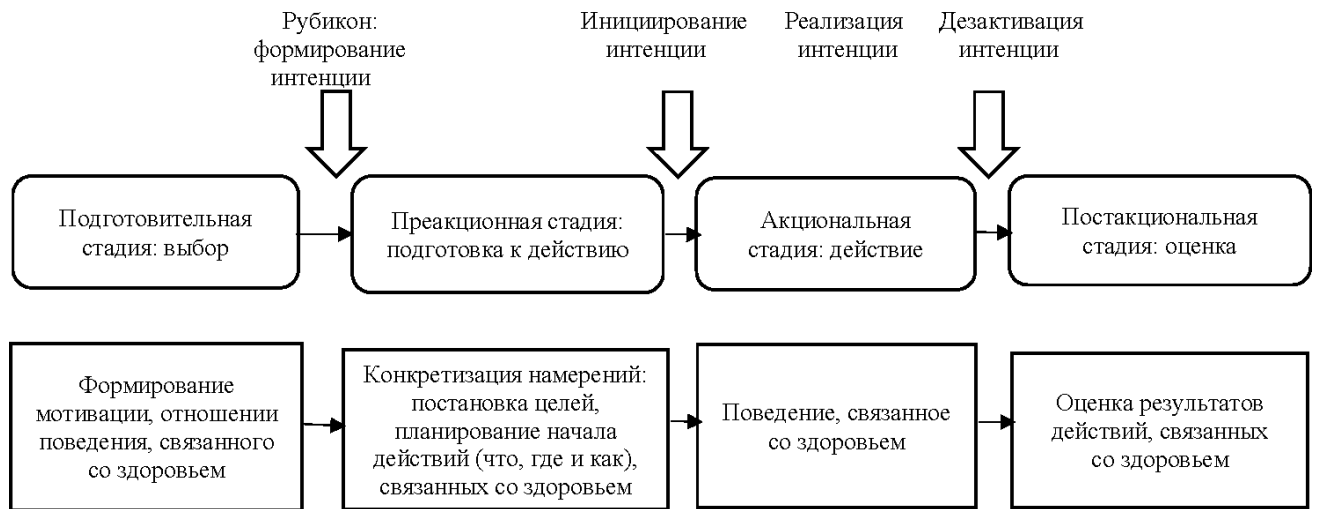 Рубикон:
формирование
интенции
Инициирование
интенции
Реализация
интенции
Дезактивация
интенции
Подготовительная
стадия: выбор
Преакционная стадия:
подготовка к действию
Акциональная
стадия: действие
Постакциональная
стадия: оценка
Формирование
мотивации, отношении
поведения, связанного
со здоровьем
Конкретизация намерений:
постановка целей,
планирование начала
действий (что, где и как),
связанных со здоровьем
Поведение, связанное
со здоровьем
Оценка результатов
действий, связанных
со здоровьем